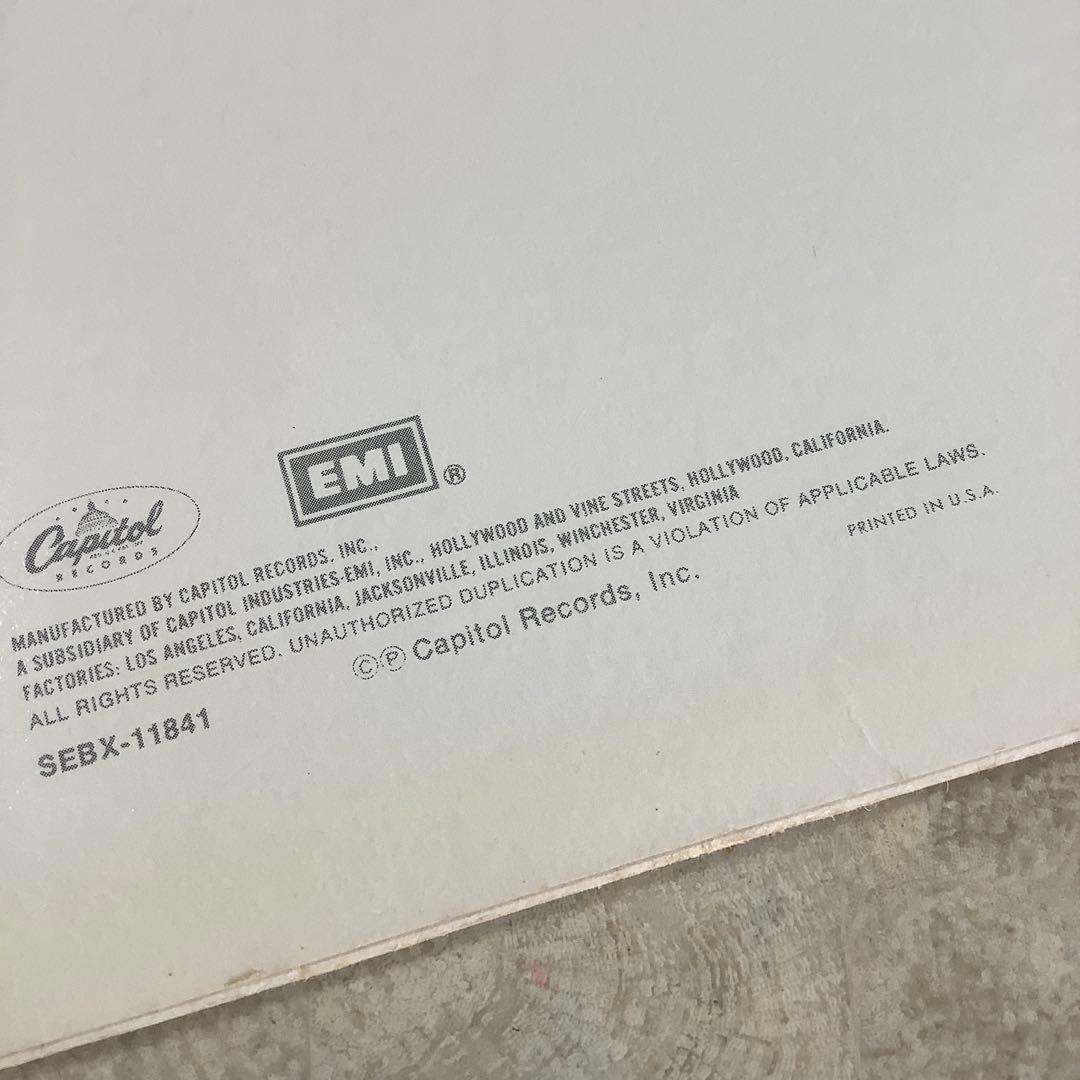 Capitol
RECORDS
EMI®
MANUFACTURED BY CAPITOL RECORDS, INC.,
A SUBSIDIARY OF CAPITOL INDUSTRIES-EMI, INC., HOLLYWOOD AND VINE STREETS, HOLLYWOOD, CALIFORNIA.
FACTORIES: LOS ANGELES, CALIFORNIA, JACKSONVILLE, ILLINOIS, WINCHESTER, VIRGINIA
ALL RIGHTS RESERVED. UNAUTHORIZED DUPLICATION IS A VIOLATION OF APPLICABLE LAWS.
©℗ Capitol Records, Inc.
PRINTED IN U.S.A.
SEBX-11841